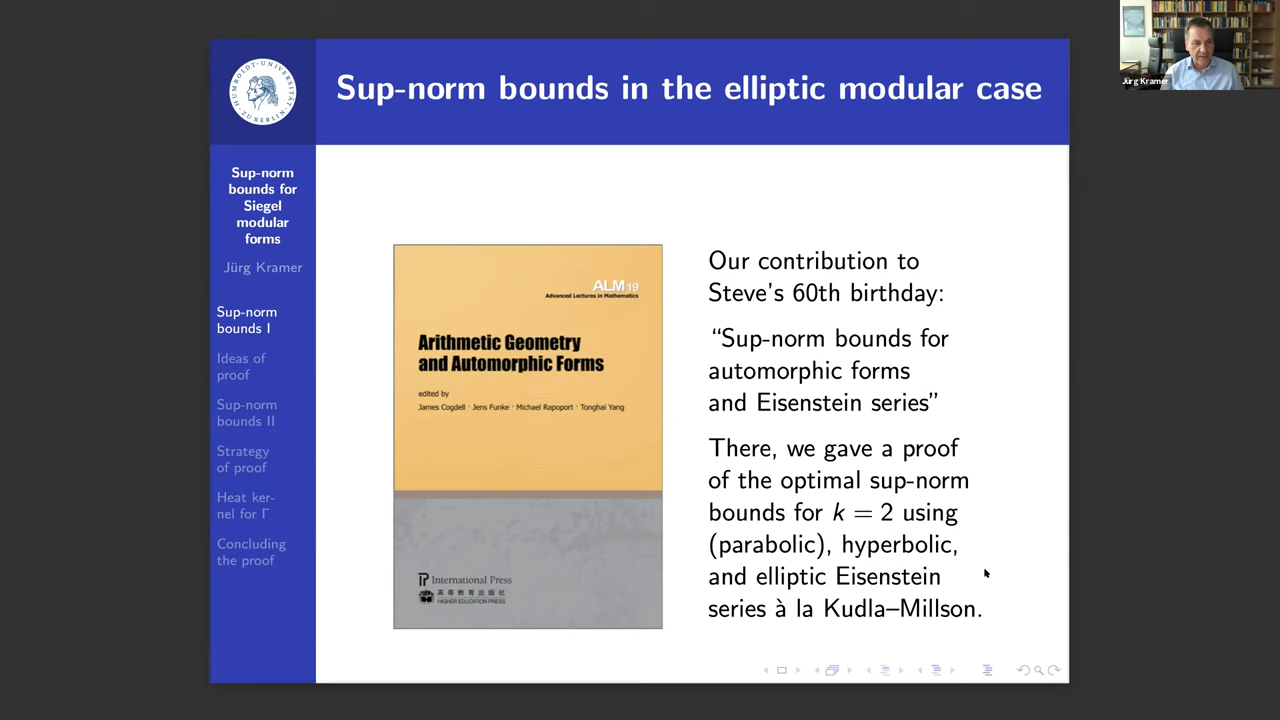 Sup-norm bounds in the elliptic modular case
HUMBOLDT-UNIVERSITÄT
ZU BERLIN
Sup-norm
bounds for
Siegel
modular
forms
Jürg Kramer
Sup-norm
bounds I
Ideas of
proof
Sup-norm
bounds II
Strategy
of proof
Heat ker-
nel for Γ
Concluding
the proof
ALM 19
Advanced Lectures in Mathematics
Arithmetic Geometry
and Automorphic Forms
edited by
James Cogdell · Jens Funke · Michael Rapoport · Tonghai Yang
International Press
高等教育出版社
HIGHER EDUCATION PRESS
Our contribution to
Steve's 60th birthday:
“Sup-norm bounds for
automorphic forms
and Eisenstein series”
There, we gave a proof
of the optimal sup-norm
bounds for k = 2 using
(parabolic), hyperbolic,
and elliptic Eisenstein
series à la Kudla–Millson.
Jürg Kramer